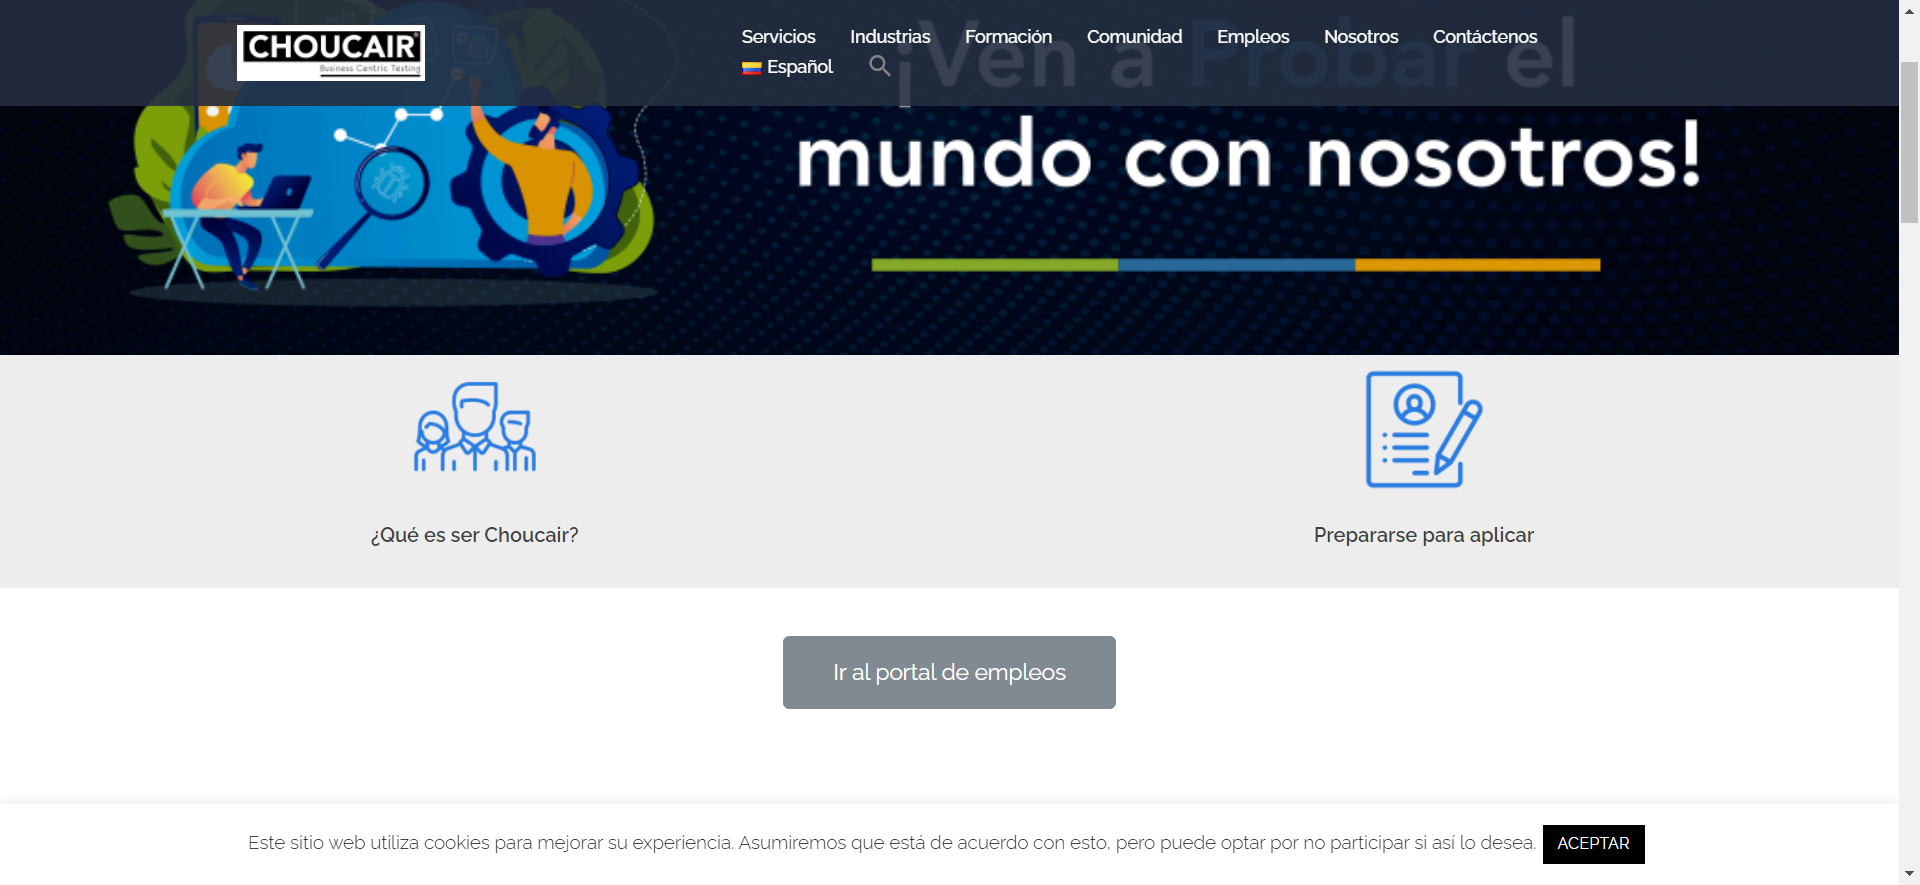 CHOUCAIR
Business Centric Testing
Servicios Industrias Formación Comunidad Empleos Nosotros Contáctenos
Español
¡Ven a Probar el
mundo con nosotros!
¿Qué es ser Choucair?
Prepararse para aplicar
Ir al portal de empleos
Este sitio web utiliza cookies para mejorar su experiencia. Asumiremos que está de acuerdo con esto, pero puede optar por no participar si así lo desea. ACEPTAR